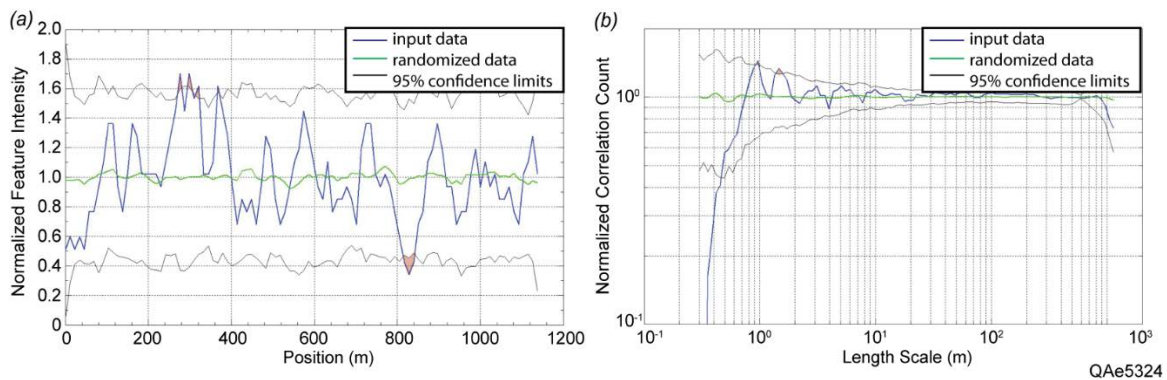 (a)
2.0
1.8
1.6
1.4
1.2
1.0
0.8
0.6
0.4
0.2
0
Normalized Feature Intensity
input data
randomized data
95% confidence limits
0 200 400 600 800 1000 1200
Position (m)
(b)
10⁰
10⁻¹
Normalized Correlation Count
input data
randomized data
95% confidence limits
10⁻¹ 10⁰ 10¹ 10² 10³
Length Scale (m)
QAe5324